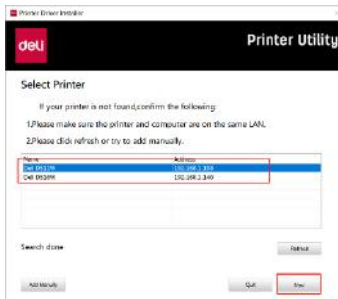 Printer Driver Installer
deli
Printer Utility
Select Printer
If your printer is not found,confirm the following:
1.Please make sure the printer and computer are on the same LAN.
2.Please click refresh or try to add manually.
Name Address
Search done
Refresh
Add Manually
Quit